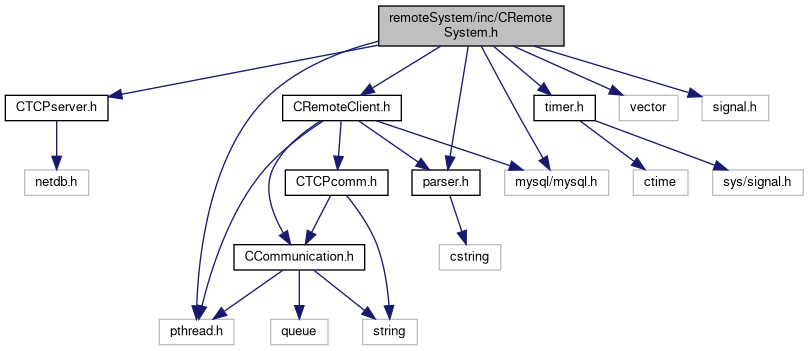 remoteSystem/inc/CRemote
System.h
CTCPserver.h
CRemoteClient.h
timer.h
vector
signal.h
netdb.h
CTCPcomm.h
parser.h
mysql/mysql.h
ctime
sys/signal.h
CCommunication.h
cstring
pthread.h
queue
string